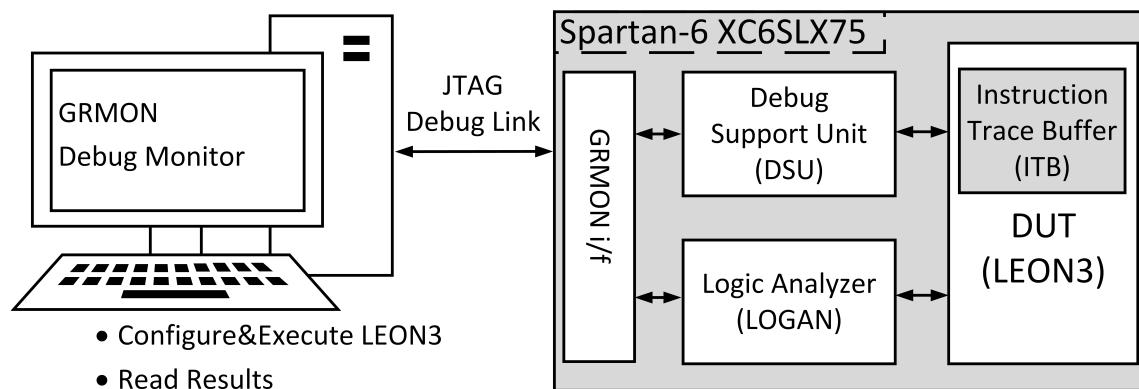 GRMON
Debug Monitor
• Configure&Execute LEON3
• Read Results
JTAG
Debug Link
Spartan-6 XC6SLX75
GRMON i/f
Debug
Support Unit
(DSU)
Logic Analyzer
(LOGAN)
Instruction
Trace Buffer
(ITB)
DUT
(LEON3)